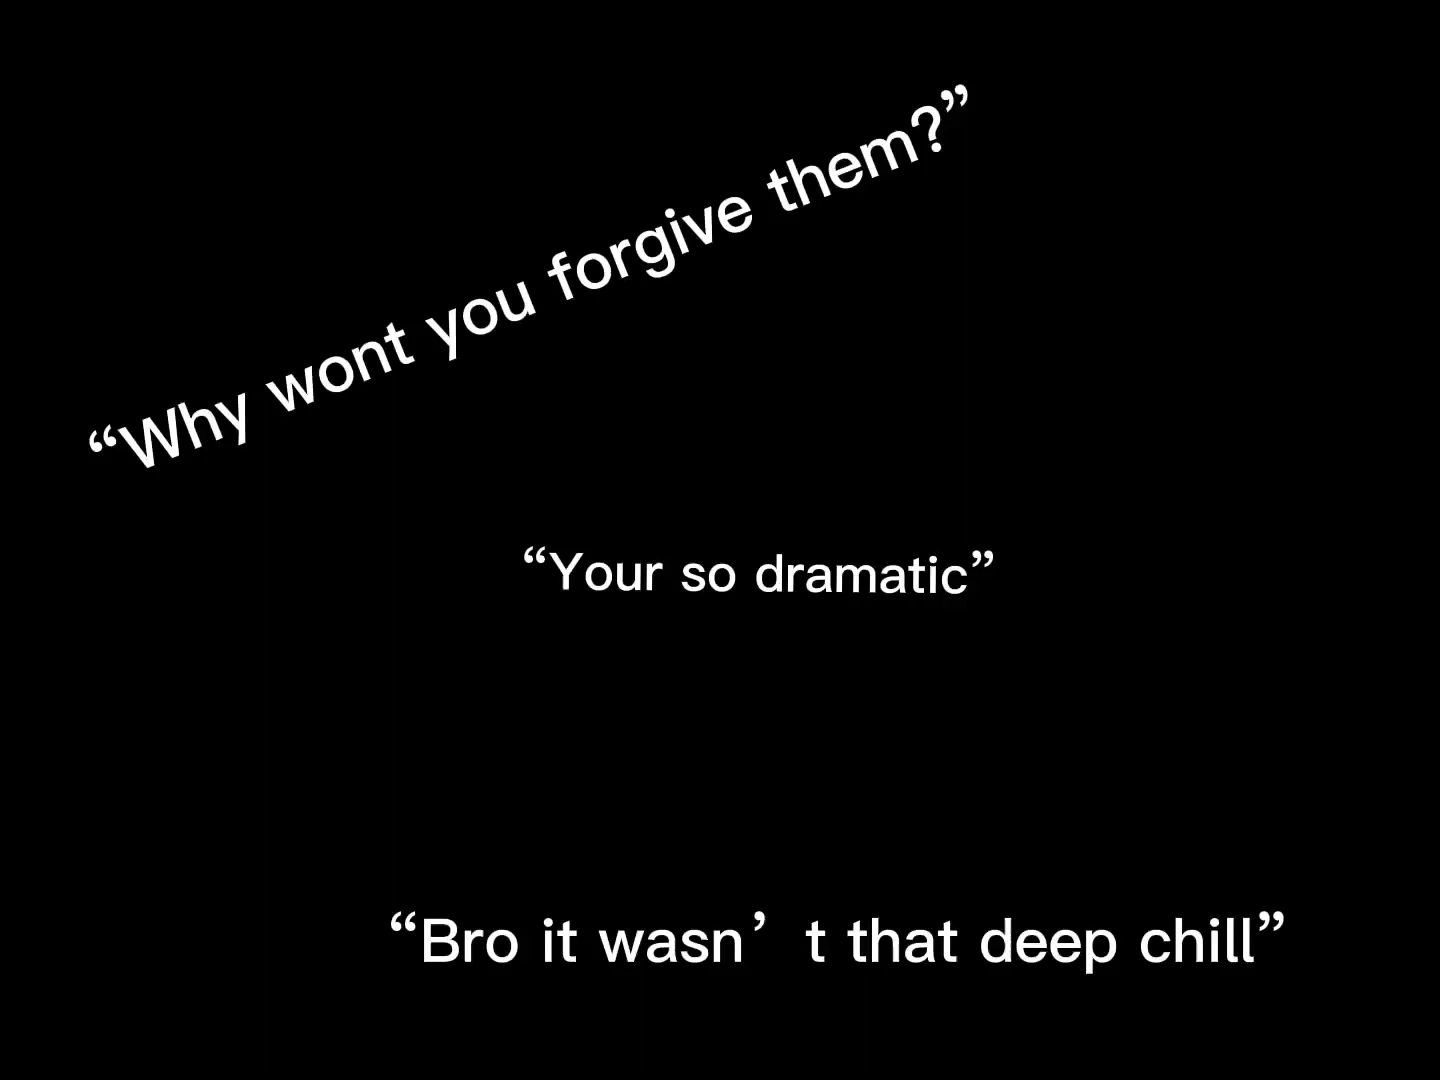 “Why wont you forgive them?”
“Your so dramatic”
“Bro it wasn’t that deep chill”